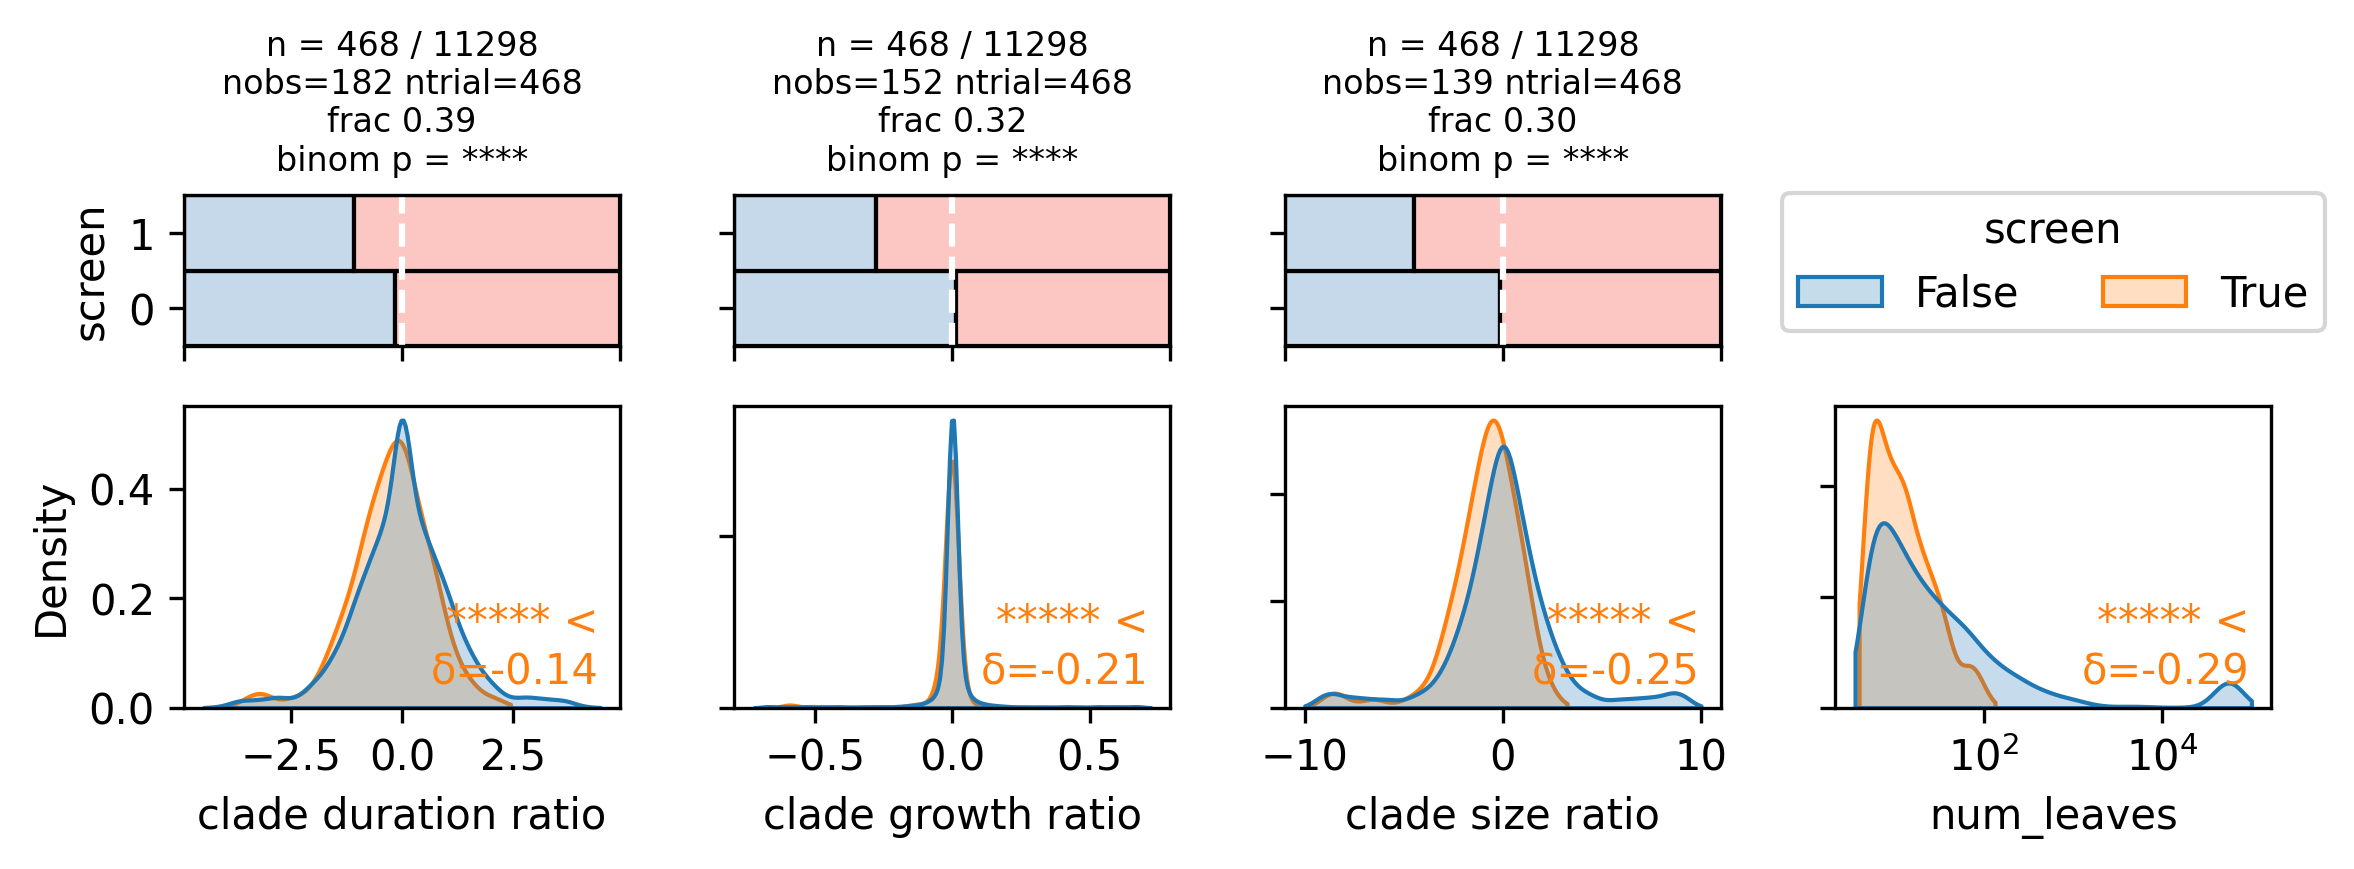 n = 468 / 11298
nobs=182 ntrial=468
frac 0.39
binom p = ****
n = 468 / 11298
nobs=152 ntrial=468
frac 0.32
binom p = ****
n = 468 / 11298
nobs=139 ntrial=468
frac 0.30
binom p = ****
screen
1
0
screen
False True
Density
0.4
0.2
0.0
***** <
δ=-0.14
−2.5 0.0 2.5
clade duration ratio
***** <
δ=-0.21
−0.5 0.0 0.5
clade growth ratio
***** <
δ=-0.25
−10 0 10
clade size ratio
***** <
δ=-0.29
10² 10⁴
num_leaves